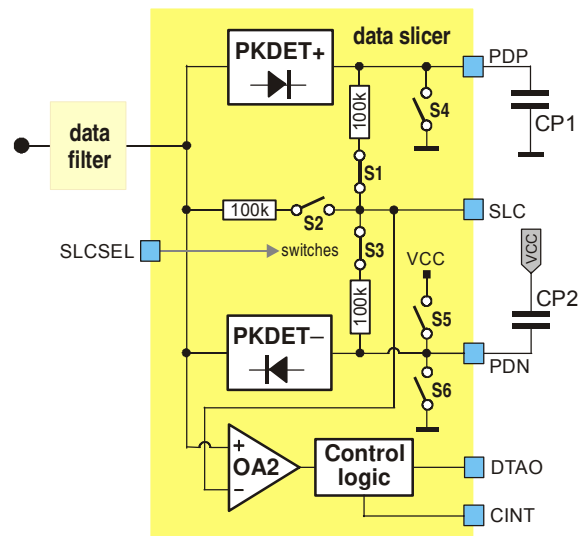 PKDET+
data slicer
PDP
100k
S4
CP1
data
filter
S1
100k
S2
SLC
SLCSEL
switches
S3
VCC
VCC
100k
S5
CP2
PKDET–
PDN
S6
+
OA2
–
Control
logic
DTAO
CINT